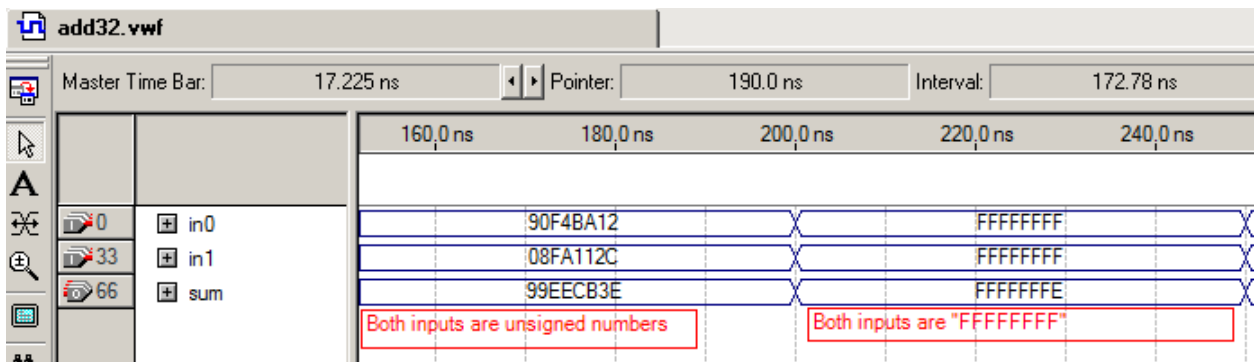 add32.vwf
Master Time Bar: 17.225 ns Pointer: 190.0 ns Interval: 172.78 ns
160.0 ns 180.0 ns 200.0 ns 220.0 ns 240.0 ns
A
0 in0 90F4BA12 FFFFFFFF
33 in1 08FA112C FFFFFFFF
66 sum 99EECB3E FFFFFFFE
Both inputs are unsigned numbers Both inputs are "FFFFFFFF"